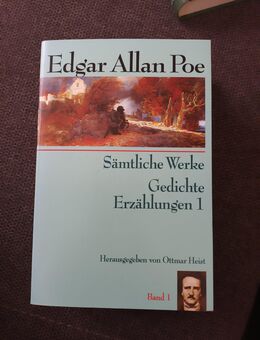 Edgar Allan Poe
Sämtliche Werke
Gedichte
Erzählungen 1
Herausgegeben von Ottmar Heist
Band 1